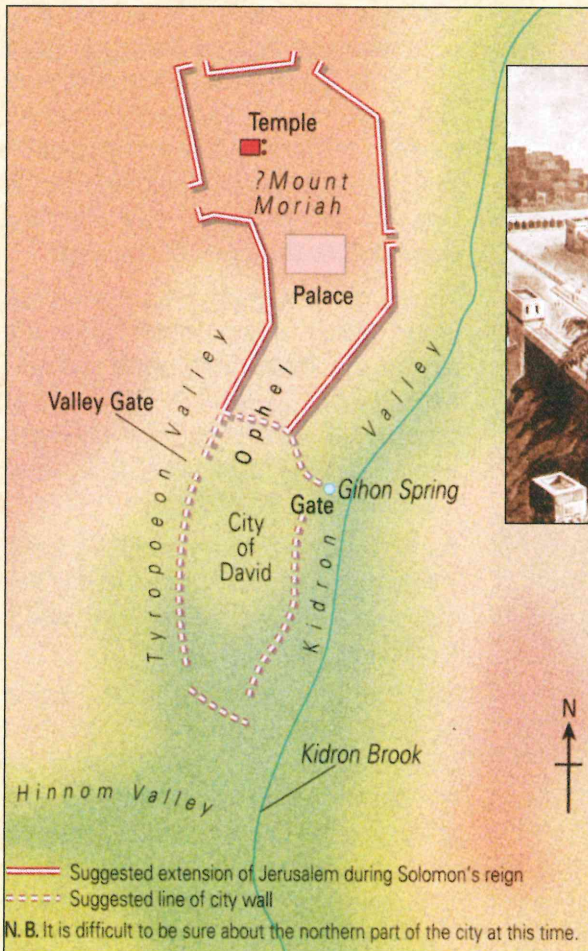 Temple
?Mount
Moriah
Palace
Valley Gate
Tyropoeon Valley
Ophel
Kidron Valley
Gihon Spring
Gate
City
of
David
Kidron Brook
N
Hinnom Valley
Suggested extension of Jerusalem during Solomon's reign
Suggested line of city wall
N.B. It is difficult to be sure about the northern part of the city at this time.